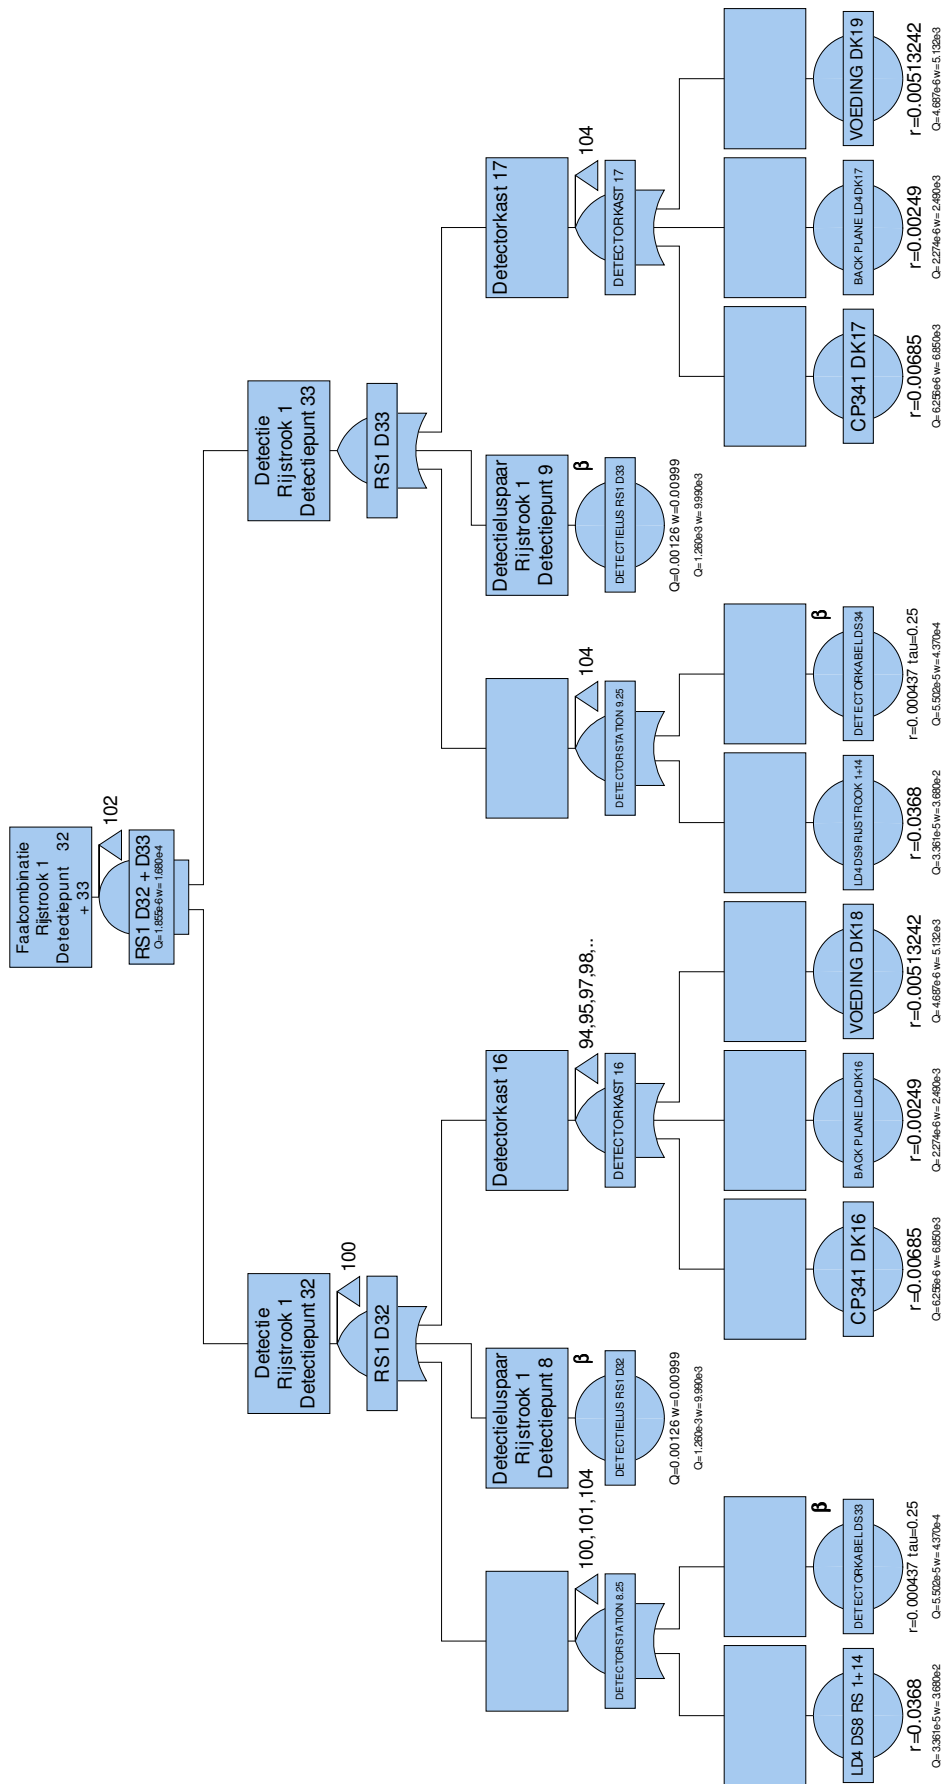 Faalcombinatie
Rijstrook 1
Detectiepunt 32
+ 33
102
RS1 D32 + D33
Q=1.855e-6 w=1.680e-4
Detectie
Rijstrook 1
Detectiepunt 32
100
RS1 D32
Detectie
Rijstrook 1
Detectiepunt 33
RS1 D33
100,101,104
DETECTORSTATION 8.25
Detectieluspaar
Rijstrook 1
Detectiepunt 8
β
DETECTIELUS RS1 D32
Q=0.00126 w=0.00999
Q=1.260e-3 w=9.990e-3
Detectorkast 16
94,95,97,98,..
DETECTORKAST 16
104
DETECTORSTATION 9.25
Detectieluspaar
Rijstrook 1
Detectiepunt 9
β
DETECTIELUS RS1 D33
Q=0.00126 w=0.00999
Q=1.260e-3 w=9.990e-3
Detectorkast 17
104
DETECTORKAST 17
LD4 DS8 RS 1+14
r=0.0368
Q=3.361e-5 w=3.680e-2
β
DETECTORKABEL DS33
r=0.000437 tau=0.25
Q=5.502e-5 w=4.370e-4
CP341 DK16
r=0.00685
Q=6.256e-6 w=6.850e-3
BACK PLANE LD4 DK16
r=0.00249
Q=2.274e-6 w=2.490e-3
VOEDING DK18
r=0.00513242
Q=4.687e-6 w=5.132e-3
LD4 DS9 RIJSTROOK 1+14
r=0.0368
Q=3.361e-5 w=3.680e-2
β
DETECTORKABEL DS34
r=0.000437 tau=0.25
Q=5.502e-5 w=4.370e-4
CP341 DK17
r=0.00685
Q=6.256e-6 w=6.850e-3
BACK PLANE LD4 DK17
r=0.00249
Q=2.274e-6 w=2.490e-3
VOEDING DK19
r=0.00513242
Q=4.687e-6 w=5.132e-3